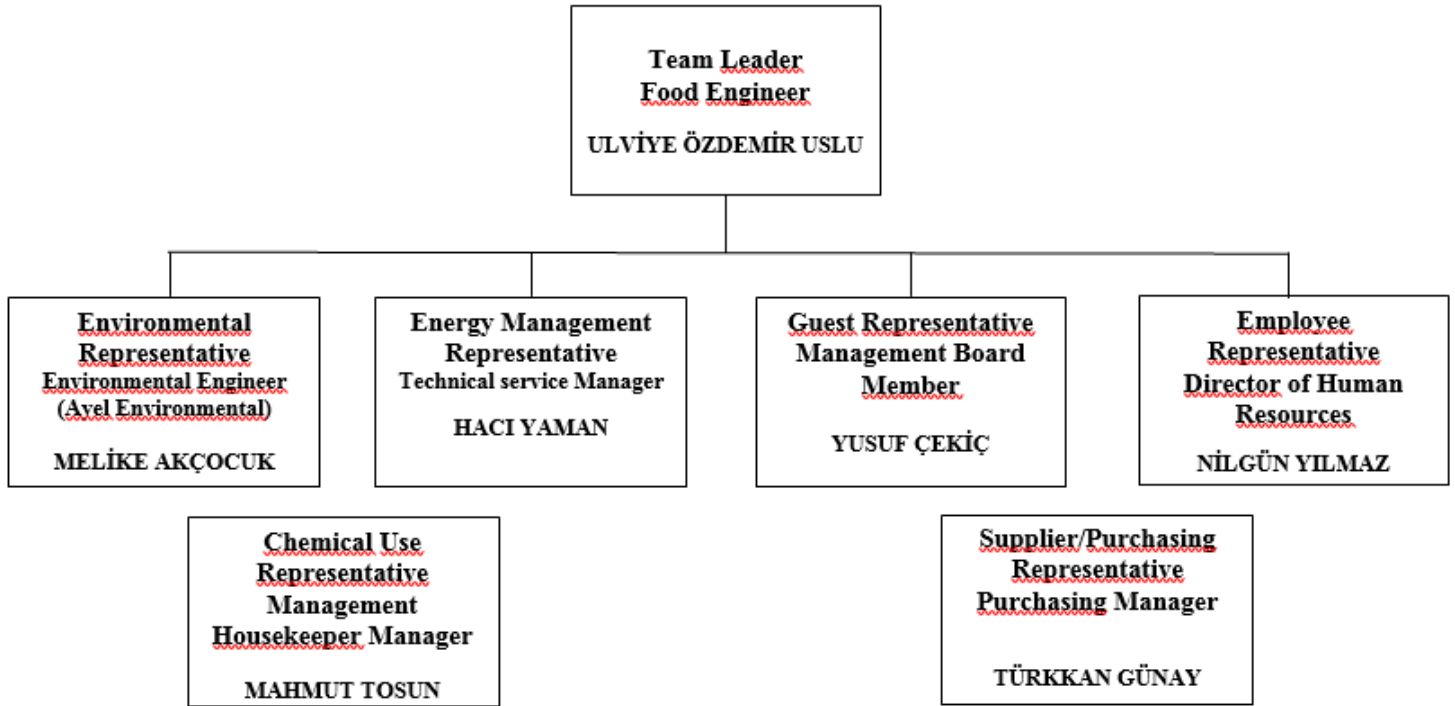 Team Leader
Food Engineer
ULVİYE ÖZDEMİR USLU
Environmental
Representative
Environmental Engineer
(Ayel Environmental)
MELİKE AKÇOCUK
Energy Management
Representative
Technical service Manager
HACI YAMAN
Guest Representative
Management Board
Member
YUSUF ÇEKİÇ
Employee
Representative
Director of Human
Resources
NİLGÜN YILMAZ
Chemical Use
Representative
Management
Housekeeper Manager
MAHMUT TOSUN
Supplier/Purchasing
Representative
Purchasing Manager
TÜRKKAN GÜNAY